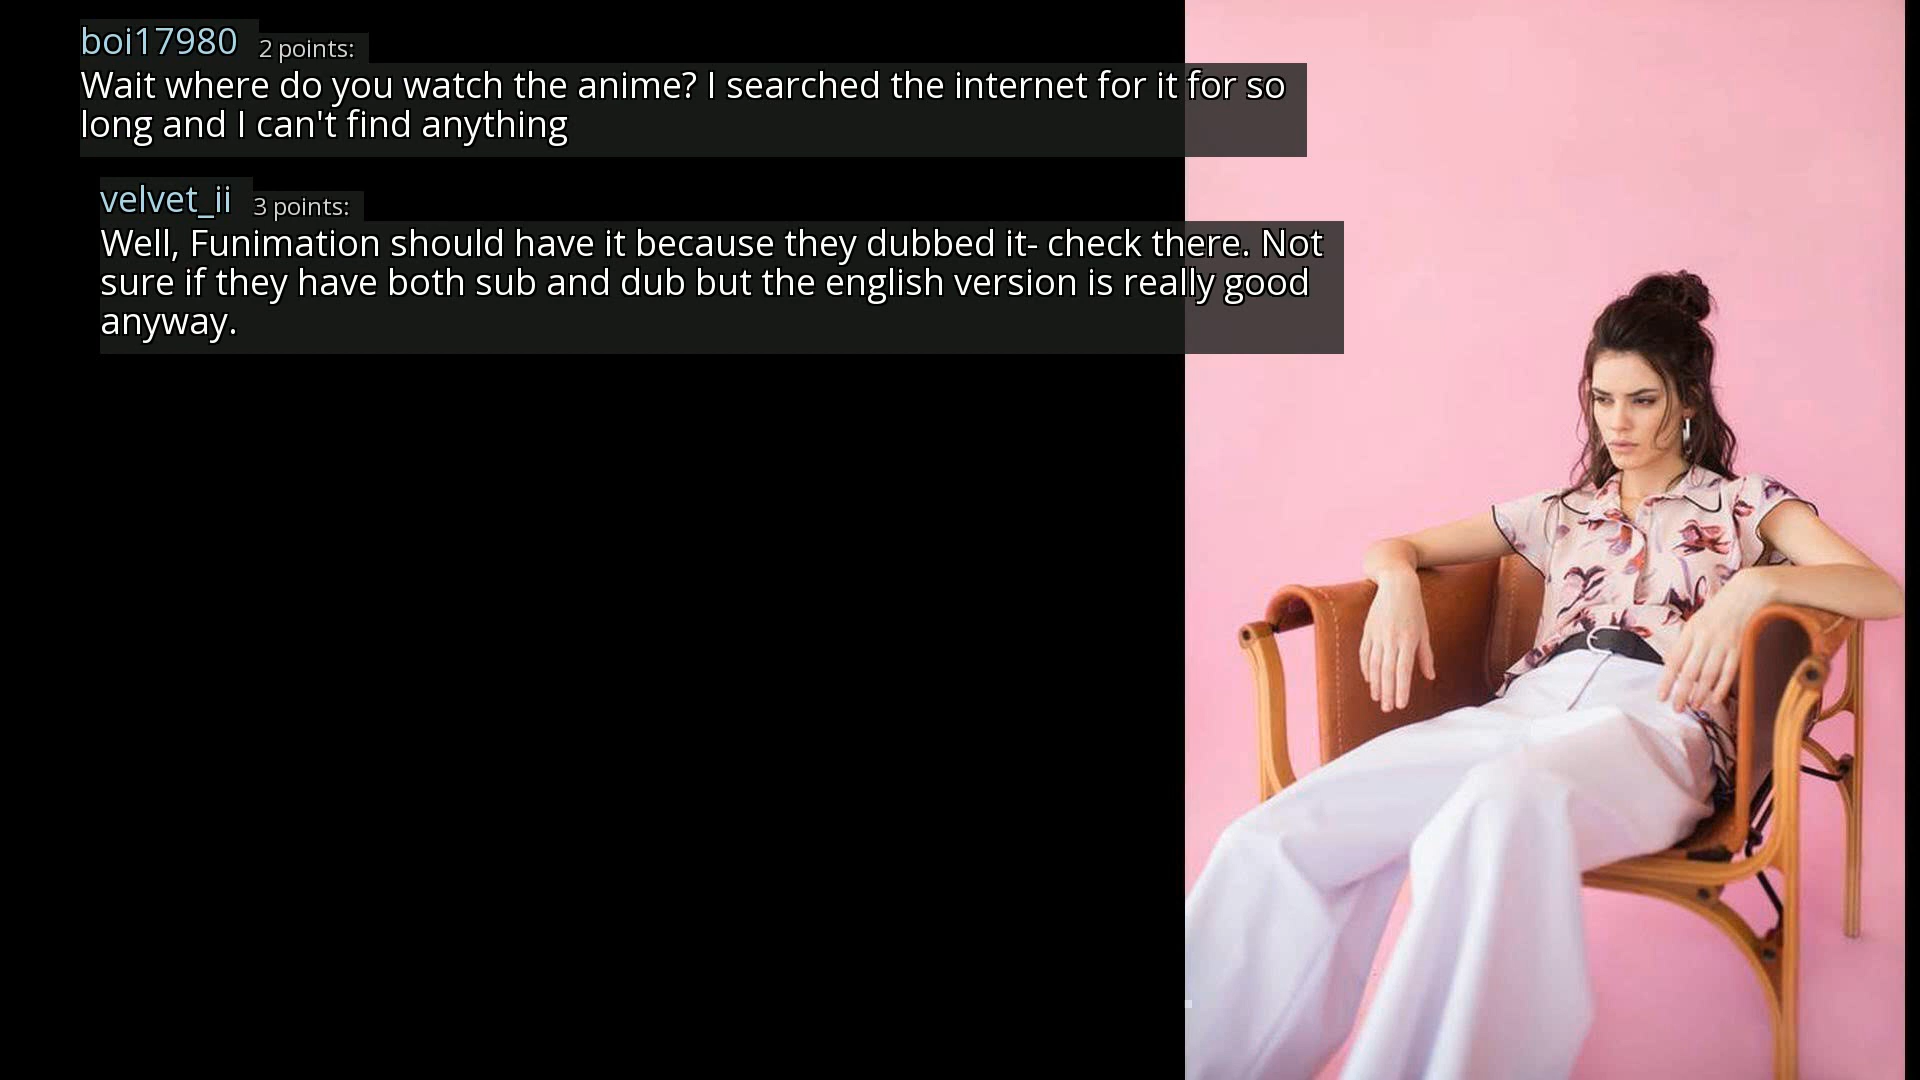 boi17980 2 points:
Wait where do you watch the anime? I searched the internet for it for so
long and I can't find anything
velvet_ii 3 points:
Well, Funimation should have it because they dubbed it- check there. Not
sure if they have both sub and dub but the english version is really good
anyway.